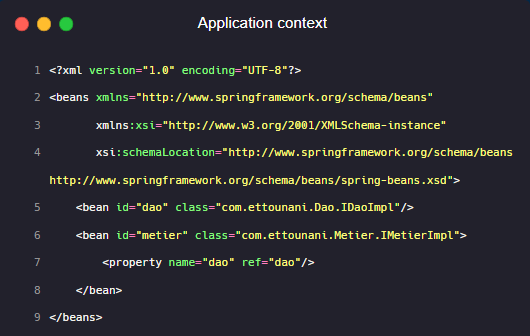 Application context
1 <?xml version="1.0" encoding="UTF-8"?>
2 <beans xmlns="http://www.springframework.org/schema/beans"
3 xmlns:xsi="http://www.w3.org/2001/XMLSchema-instance"
4 xsi:schemaLocation="http://www.springframework.org/schema/beans
http://www.springframework.org/schema/beans/spring-beans.xsd">
5 <bean id="dao" class="com.ettounani.Dao.IDaoImpl"/>
6 <bean id="metier" class="com.ettounani.Metier.IMetierImpl">
7 <property name="dao" ref="dao"/>
8 </bean>
9 </beans>